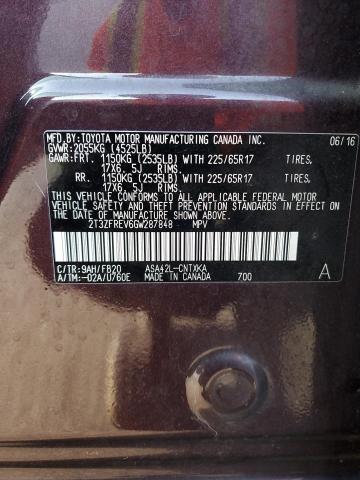 MFD.BY:TOYOTA MOTOR MANUFACTURING CANADA INC. 06/16
GVWR:2055KG (4525LB)
GAWR:FRT. 1150KG (2535LB) WITH 225/65R17 TIRES,
17X6.5J RIMS.
RR. 1150KG (2535LB) WITH 225/65R17 TIRES,
17X6.5J RIMS.
THIS VEHICLE CONFORMS TO ALL APPLICABLE FEDERAL MOTOR
VEHICLE SAFETY AND THEFT PREVENTION STANDARDS IN
EFFECT ON THE DATE OF MANUFACTURE SHOWN ABOVE.
2T3ZFREV6GW287848 MPV
C/TR:9AH/FB20 ASA42L-CNTXKA A
A/TM:-02A/U760E MADE IN CANADA 700